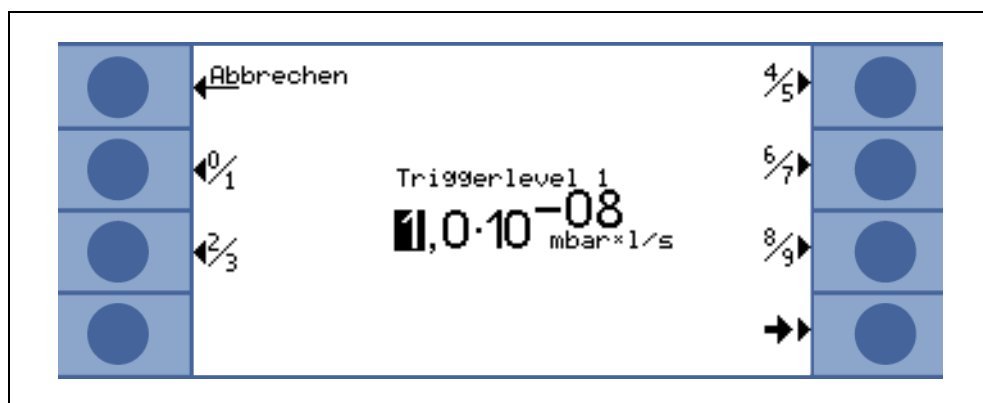 Abbrechen
4/5
0/1
Triggerlevel 1
6/7
1,0·10⁻⁰⁸ mbar×l/s
2/3
8/9